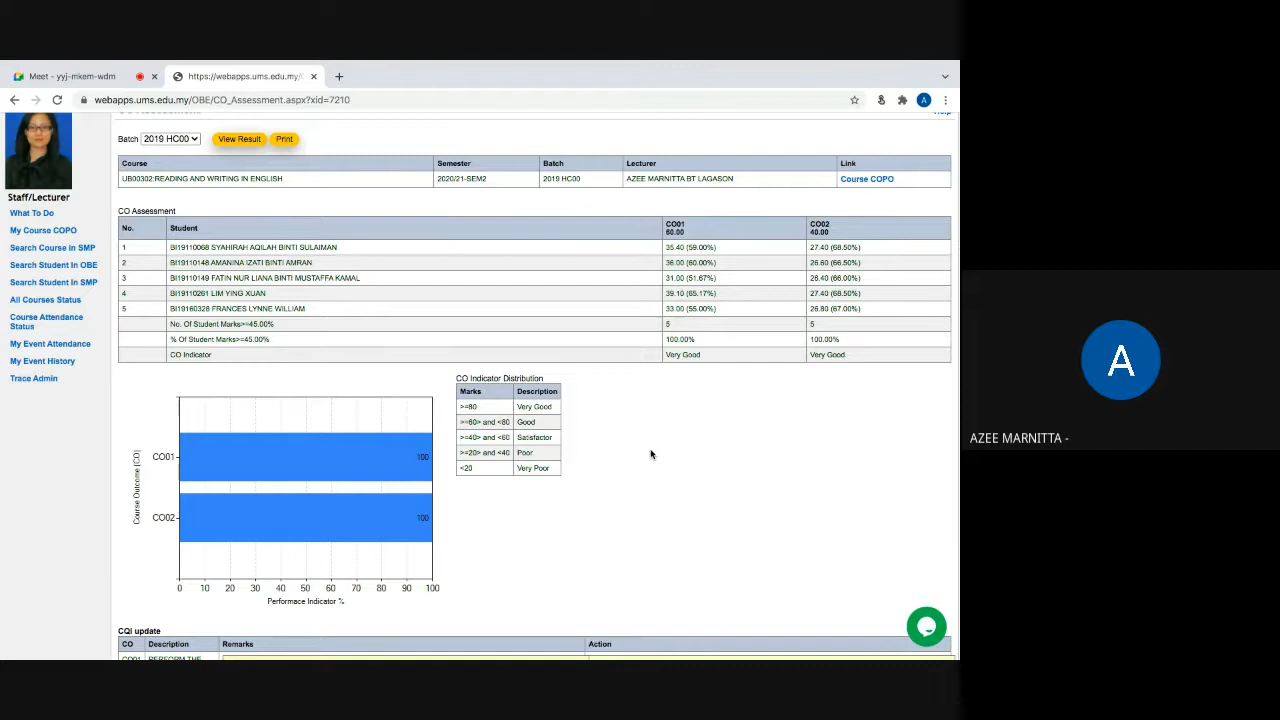 Meet - yyj-mkem-wdm
https://webapps.ums.edu.my/
webapps.ums.edu.my/OBE/CO_Assessment.aspx?xid=7210
A
Batch 2019 HC00 View Result Print
Course Semester Batch Lecturer Link
UB00302:READING AND WRITING IN ENGLISH 2020/21-SEM2 2019 HC00 AZEE MARNITTA BT LAGASON Course COPO
Staff/Lecturer
What To Do
My Course COPO
Search Course In SMP
Search Student In OBE
Search Student In SMP
All Courses Status
Course Attendance
Status
My Event Attendance
My Event History
Trace Admin
CO Assessment
No. Student CO01 CO02
60.00 40.00
1 BI19110068 SYAHIRAH AQILAH BINTI SULAIMAN 35.40 (59.00%) 27.40 (68.50%)
2 BI19110148 AMANINA IZATI BINTI AMRAN 36.00 (60.00%) 26.60 (66.50%)
3 BI19110149 FATIN NUR LIANA BINTI MUSTAFFA KAMAL 31.00 (51.67%) 26.40 (66.00%)
4 BI19110261 LIM YING XUAN 39.10 (65.17%) 27.40 (68.50%)
5 BI19160328 FRANCES LYNNE WILLIAM 33.00 (55.00%) 26.80 (67.00%)
No. Of Student Marks>=45.00% 5 5
% Of Student Marks>=45.00% 100.00% 100.00%
CO Indicator Very Good Very Good
CO Indicator Distribution
Marks Description
>=80 Very Good
>=60> and <80 Good
>=40> and <60 Satisfactor
>=20> and <40 Poor
<20 Very Poor
Course Outcome (CO)
CO01 100
CO02 100
0 10 20 30 40 50 60 70 80 90 100
Performace Indicator %
CQI update
CO Description Remarks Action
A
AZEE MARNITTA -